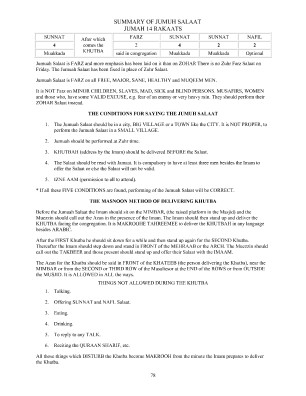 SUMMARY OF JUMUH SALAAT
JUMAH 14 RAKAATS
SUNNAT After which comes the KHUTBA FARZ SUNNAT SUNNAT NAFIL
4 2 4 2 2
Muakkada said in congregation Muakkada Muakkada Optional
Jumuah Salaat is FARZ and more emphasis has been laid on it than on ZOHAR There is no Zuhr Farz Salaat on
Friday. The Jumuah Salaat has been fixed in place of Zuhr Salaat.
Jumuah Salaat is FARZ on all FREE, MAJOR, SANE, HEALTHY and MUQEEM MEN.
It is NOT Farz on MINOR CHILDREN, SLAVES, MAD, SICK and BLIND PERSONS. MUSAFIRS, WOMEN
and those who, have some VALID EXCUSE, e.g. fear of an enemy or very heavy rain. They should perform their
ZOHAR Salaat instead.
THE CONDITIONS FOR SAYING THE JUMUH SALAAT
1. The Jumuah Salaat should be in a city, BIG VILLAGE or a TOWN like the CITY. It is NOT PROPER, to
perform the Jumuah Salaat in a SMALL VILLAGE.
2. Jumuah should be performed at Zuhr time.
3. KHUTBAH (address by the Imam) should be delivered BEFORE the Salaat.
4. The Salaat should be read with Jamaat. It is compulsory to have at least three men besides the Imam to
offer the Salaat or else the Salaat will not be valid.
5. IZNE AAM (permission to all to attend).
* If all these FIVE CONDITIONS are found, performing of the Jumuah Salaat will be CORRECT.
THE MASNOON METHOD OF DELIVERING KHUTBA
Before the Jumuah Salaat the Imaam should sit on the MIMBAR, (the raised platform in the Masjid) and the
Muezzin should call out the Azan in the presence of the Imam. The Imam should then stand up and deliver the
KHUTBA facing the congregation. It is MAKROOHE TAHREEMEE to deliver the KHUTBAH in any language
besides ARABIC.
After the FIRST Khutba he should sit down for a while and then stand up again for the SECOND Khutba.
Thereafter the Imam should step down and stand in FRONT of the MEHRAAB or the ARCH. The Muezzin should
call out the TAKBEER and those present should stand up and offer their Salaat with the IMAAM.
The Azan for the Khutba should be said in FRONT of the KHATEEB (the person delivering the Khutba), near the
MIMBAR or from the SECOND or THIRD ROW of the Musallees or at the END of the ROWS or from OUTSIDE
the MUSJID. It is ALLOWED in ALL the ways.
THINGS NOT ALLOWED DURING THE KHUTBA
1. Talking.
2. Offering SUNNAT and NAFL Salaat.
3. Eating.
4. Drinking.
5. To reply to any TALK.
6. Reciting the QURAAN SHARIF, etc.
All those things which DISTURB the Khutba become MAKROOH from the minute the Imam prepares to deliver
the Khutba.
78